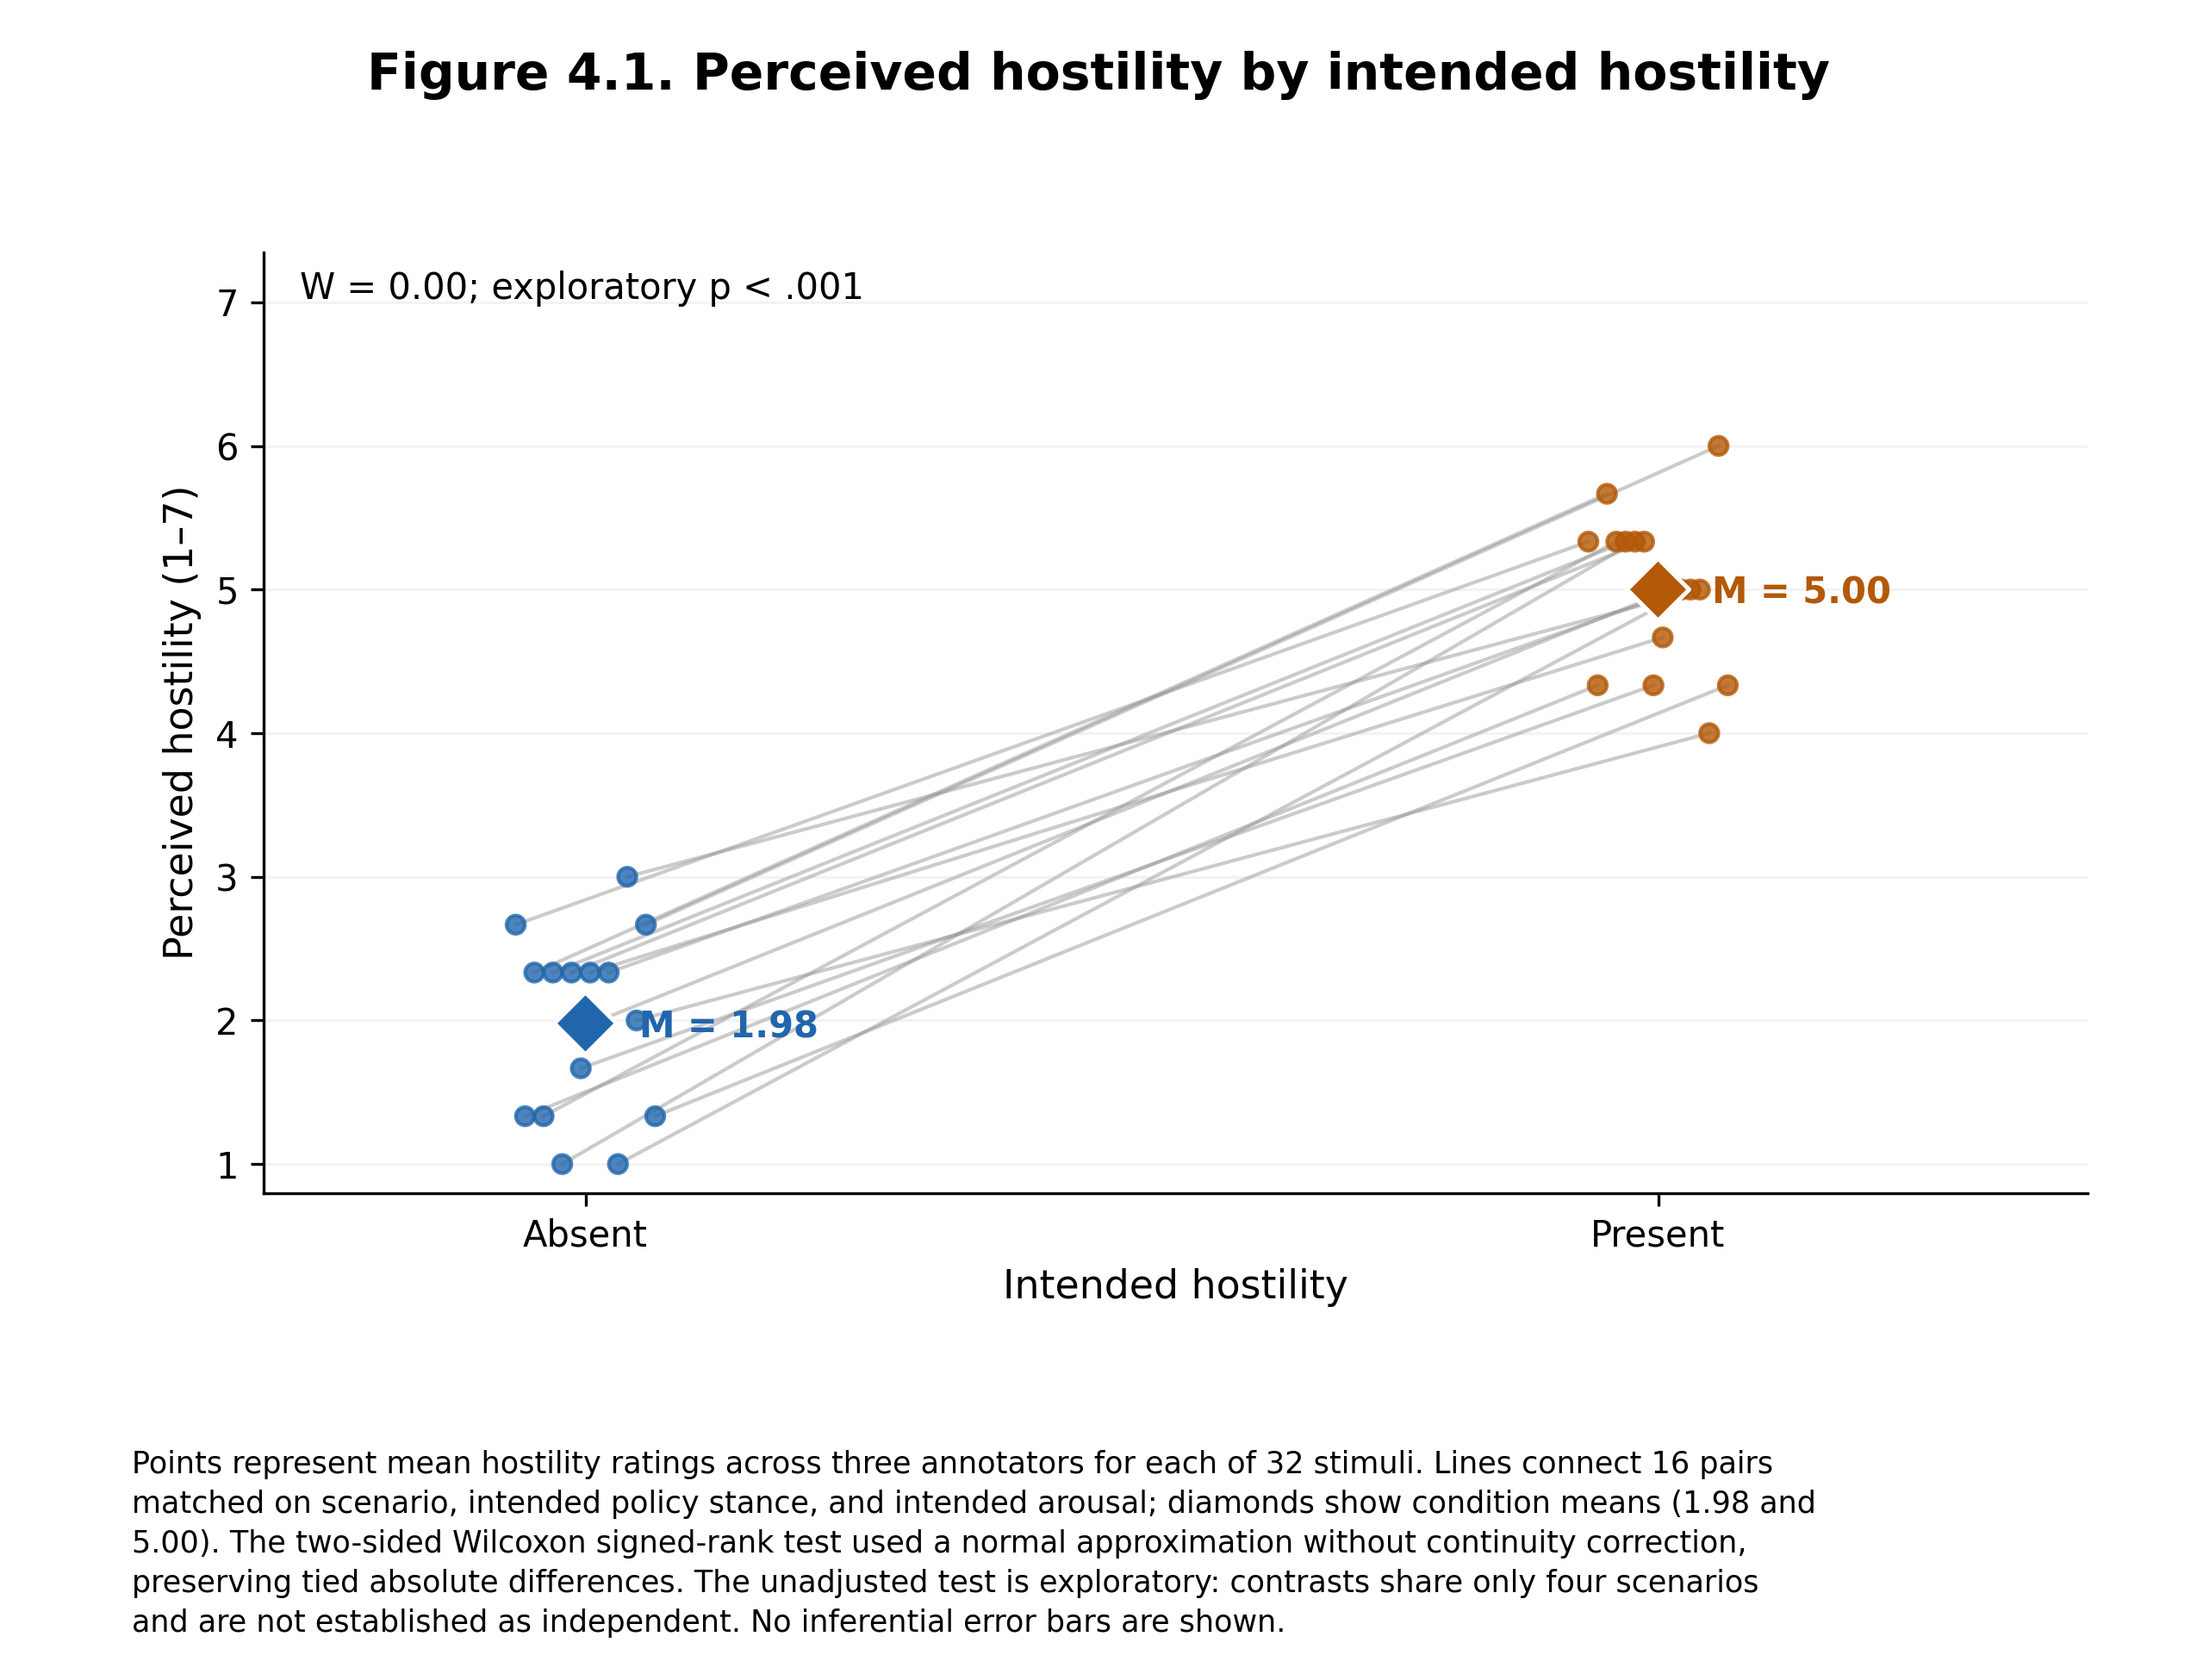 Figure 4.1. Perceived hostility by intended hostility
W = 0.00; exploratory p < .001
7
6
5
4
3
2
1
Perceived hostility (1–7)
M = 5.00
M = 1.98
Absent
Present
Intended hostility
Points represent mean hostility ratings across three annotators for each of 32 stimuli. Lines connect 16 pairs
matched on scenario, intended policy stance, and intended arousal; diamonds show condition means (1.98 and
5.00). The two-sided Wilcoxon signed-rank test used a normal approximation without continuity correction,
preserving tied absolute differences. The unadjusted test is exploratory: contrasts share only four scenarios
and are not established as independent. No inferential error bars are shown.